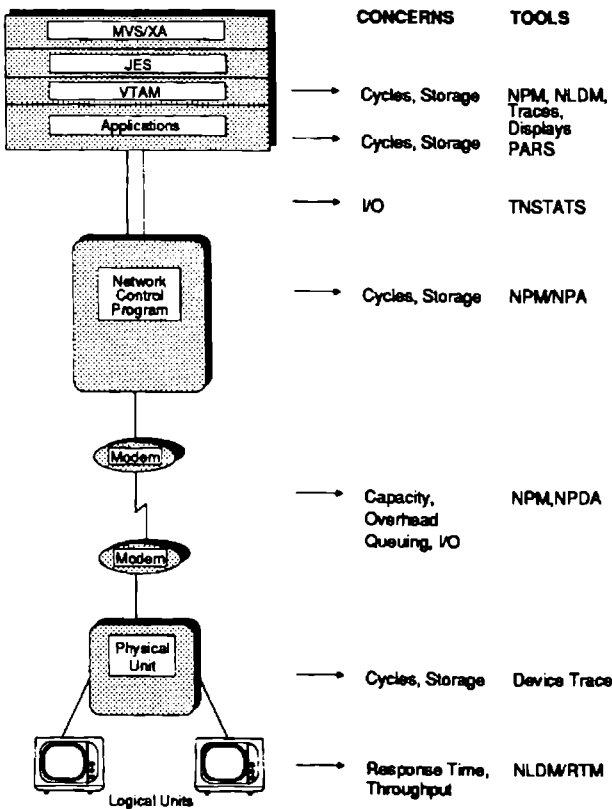 CONCERNS TOOLS
MVS/XA
JES
VTAM
Cycles, Storage NPM, NLDM,
Traces,
Displays
Applications
Cycles, Storage PARS
I/O TNSTATS
Network
Control
Program
Cycles, Storage NPM/NPA
Modem
Capacity, NPM,NPDA
Overhead
Queuing, I/O
Modem
Physical
Unit
Cycles, Storage Device Trace
Response Time, NLDM/RTM
Throughput
Logical Units